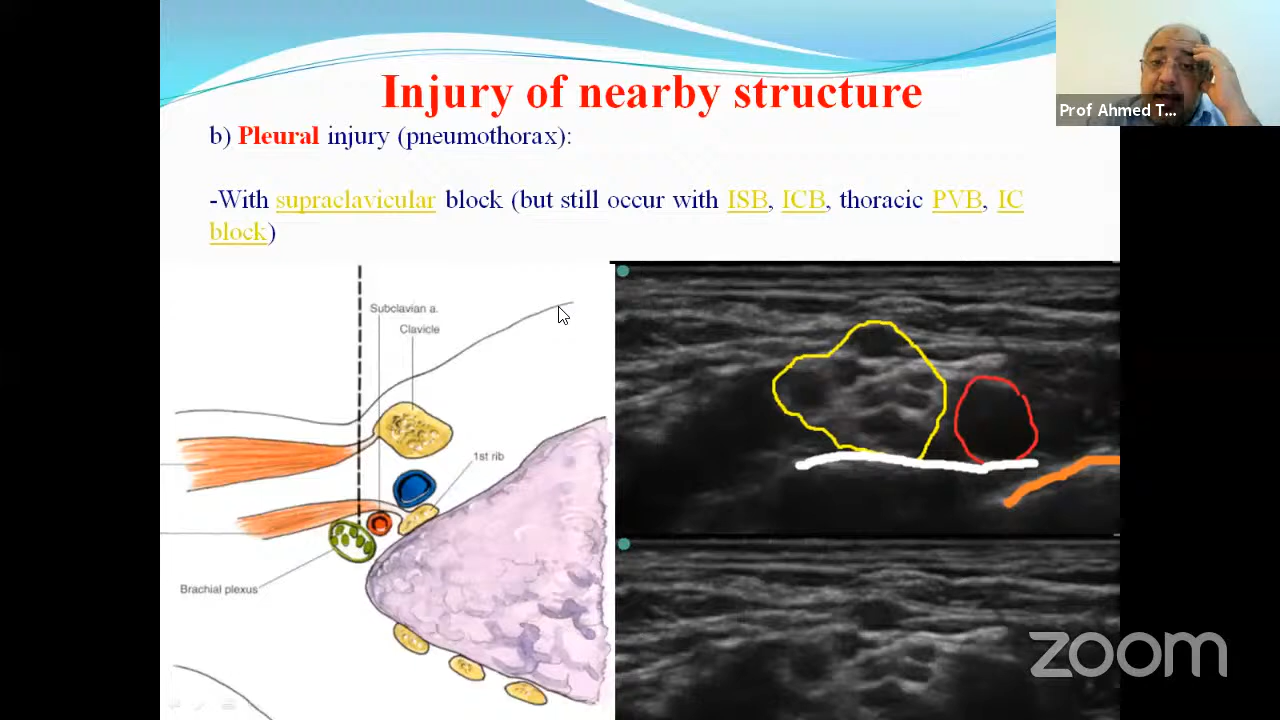 Injury of nearby structure
Prof Ahmed T...
b) Pleural injury (pneumothorax):
-With supraclavicular block (but still occur with ISB, ICB, thoracic PVB, IC
block)
Subclavian a.
Clavicle
1st rib
Brachial plexus
zoom